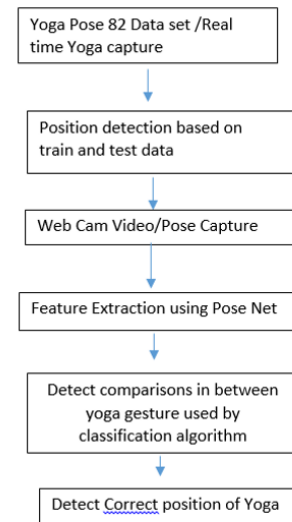 Yoga Pose 82 Data set /Real
time Yoga capture
Position detection based on
train and test data
Web Cam Video/Pose Capture
Feature Extraction using Pose Net
Detect comparisons in between
yoga gesture used by
classification algorithm
Detect Correct position of Yoga